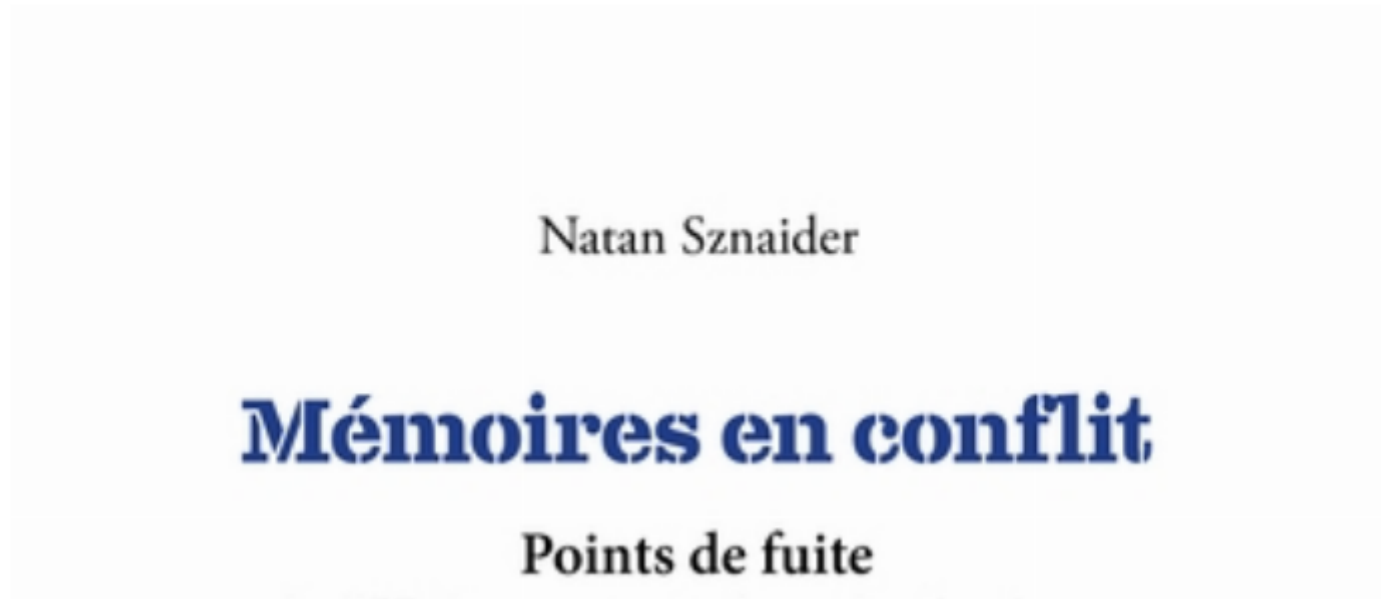 Natan Sznaider
Mémoires en conflit
Points de fuite